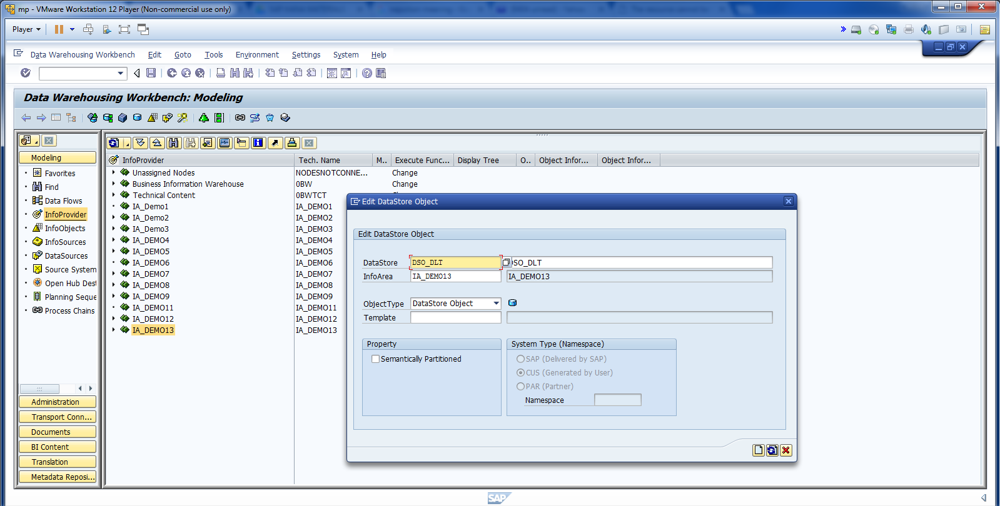 mp - VMware Workstation 12 Player (Non-commercial use only)
Player
Data Warehousing Workbench Edit Goto Tools Environment Settings System Help
Data Warehousing Workbench: Modeling
Modeling
Favorites
Find
Data Flows
InfoProvider
InfoObjects
InfoSources
DataSources
Source System
Open Hub Dest
Planning Seque
Process Chains
Administration
Transport Conn...
Documents
BI Content
Translation
Metadata Reposi...
InfoProvider Tech. Name M.. Execute Func... Display Tree O.. Object Infor... Object Infor...
Unassigned Nodes NODESNOTCONNE... Change
Business Information Warehouse 0BW Change
Technical Content 0BWTCT
IA_Demo1 IA_DEMO1
IA_Demo2 IA_DEMO2
IA_Demo3 IA_DEMO3
IA_DEMO4 IA_DEMO4
IA_DEMO5 IA_DEMO5
IA_DEMO6 IA_DEMO6
IA_DEMO7 IA_DEMO7
IA_DEMO8 IA_DEMO8
IA_DEMO9 IA_DEMO9
IA_DEMO11 IA_DEMO11
IA_DEMO12 IA_DEMO12
IA_DEMO13 IA_DEMO13
Edit DataStore Object
Edit DataStore Object
DataStore DSO_DLT SO_DLT
InfoArea IA_DEMO13 IA_DEMO13
ObjectType DataStore Object
Template
Property
Semantically Partitioned
System Type (Namespace)
SAP (Delivered by SAP)
CUS (Generated by User)
PAR (Partner)
Namespace
SAP